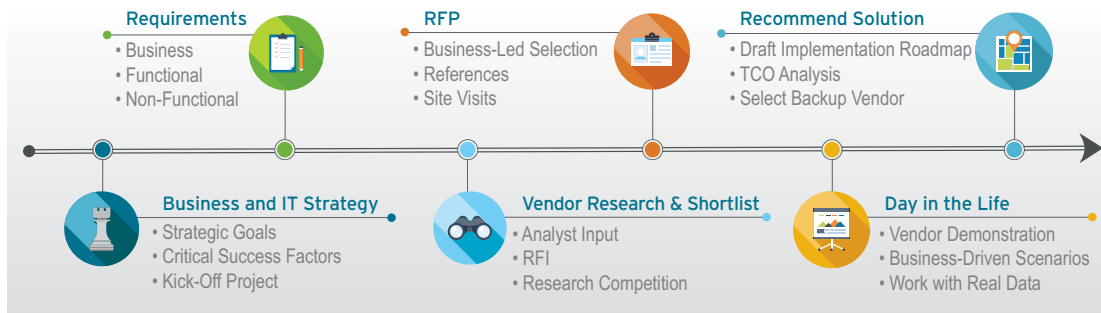 Requirements
• Business
• Functional
• Non-Functional
RFP
• Business-Led Selection
• References
• Site Visits
Recommend Solution
• Draft Implementation Roadmap
• TCO Analysis
• Select Backup Vendor
Business and IT Strategy
• Strategic Goals
• Critical Success Factors
• Kick-Off Project
Vendor Research & Shortlist
• Analyst Input
• RFI
• Research Competition
Day in the Life
• Vendor Demonstration
• Business-Driven Scenarios
• Work with Real Data